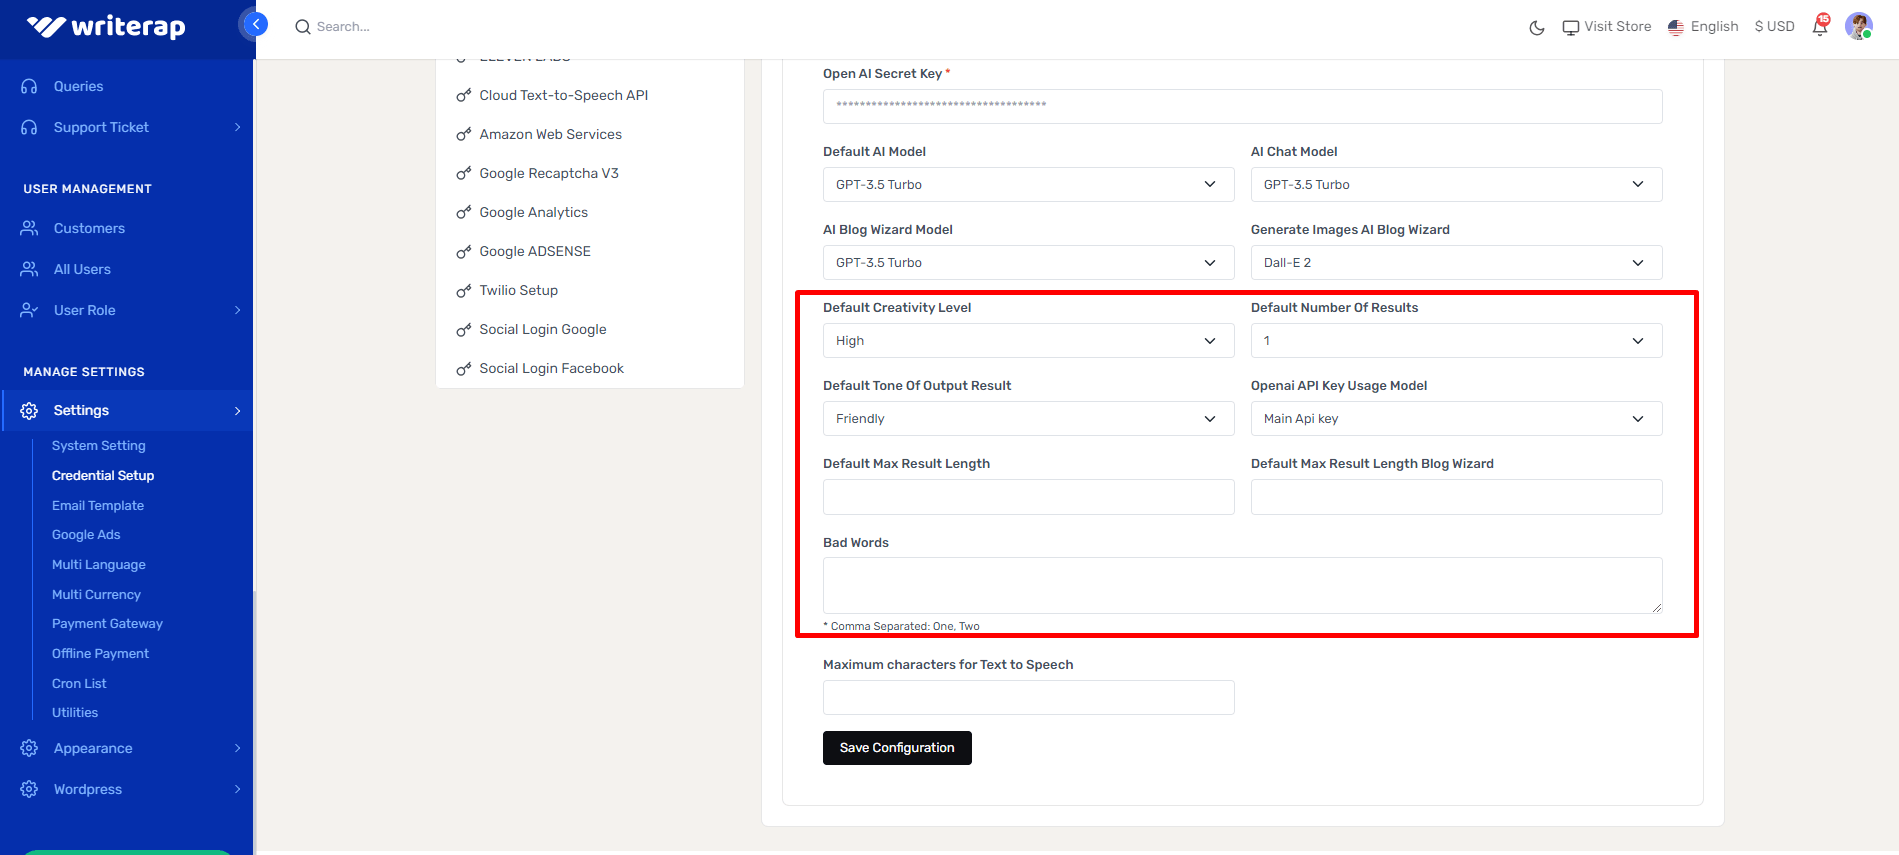 writerap
Search...
Visit Store
English
$ USD
15
Queries
Support Ticket
USER MANAGEMENT
Customers
All Users
User Role
MANAGE SETTINGS
Settings
System Setting
Credential Setup
Email Template
Google Ads
Multi Language
Multi Currency
Payment Gateway
Offline Payment
Cron List
Utilities
Appearance
Wordpress
ELEVEN LABS
Cloud Text-to-Speech API
Amazon Web Services
Google Recaptcha V3
Google Analytics
Google ADSENSE
Twilio Setup
Social Login Google
Social Login Facebook
Open AI Secret Key *
************************************
Default AI Model
AI Chat Model
GPT-3.5 Turbo
GPT-3.5 Turbo
AI Blog Wizard Model
Generate Images AI Blog Wizard
GPT-3.5 Turbo
Dall-E 2
Default Creativity Level
Default Number Of Results
High
1
Default Tone Of Output Result
Openai API Key Usage Model
Friendly
Main Api key
Default Max Result Length
Default Max Result Length Blog Wizard
Bad Words
* Comma Separated: One, Two
Maximum characters for Text to Speech
Save Configuration